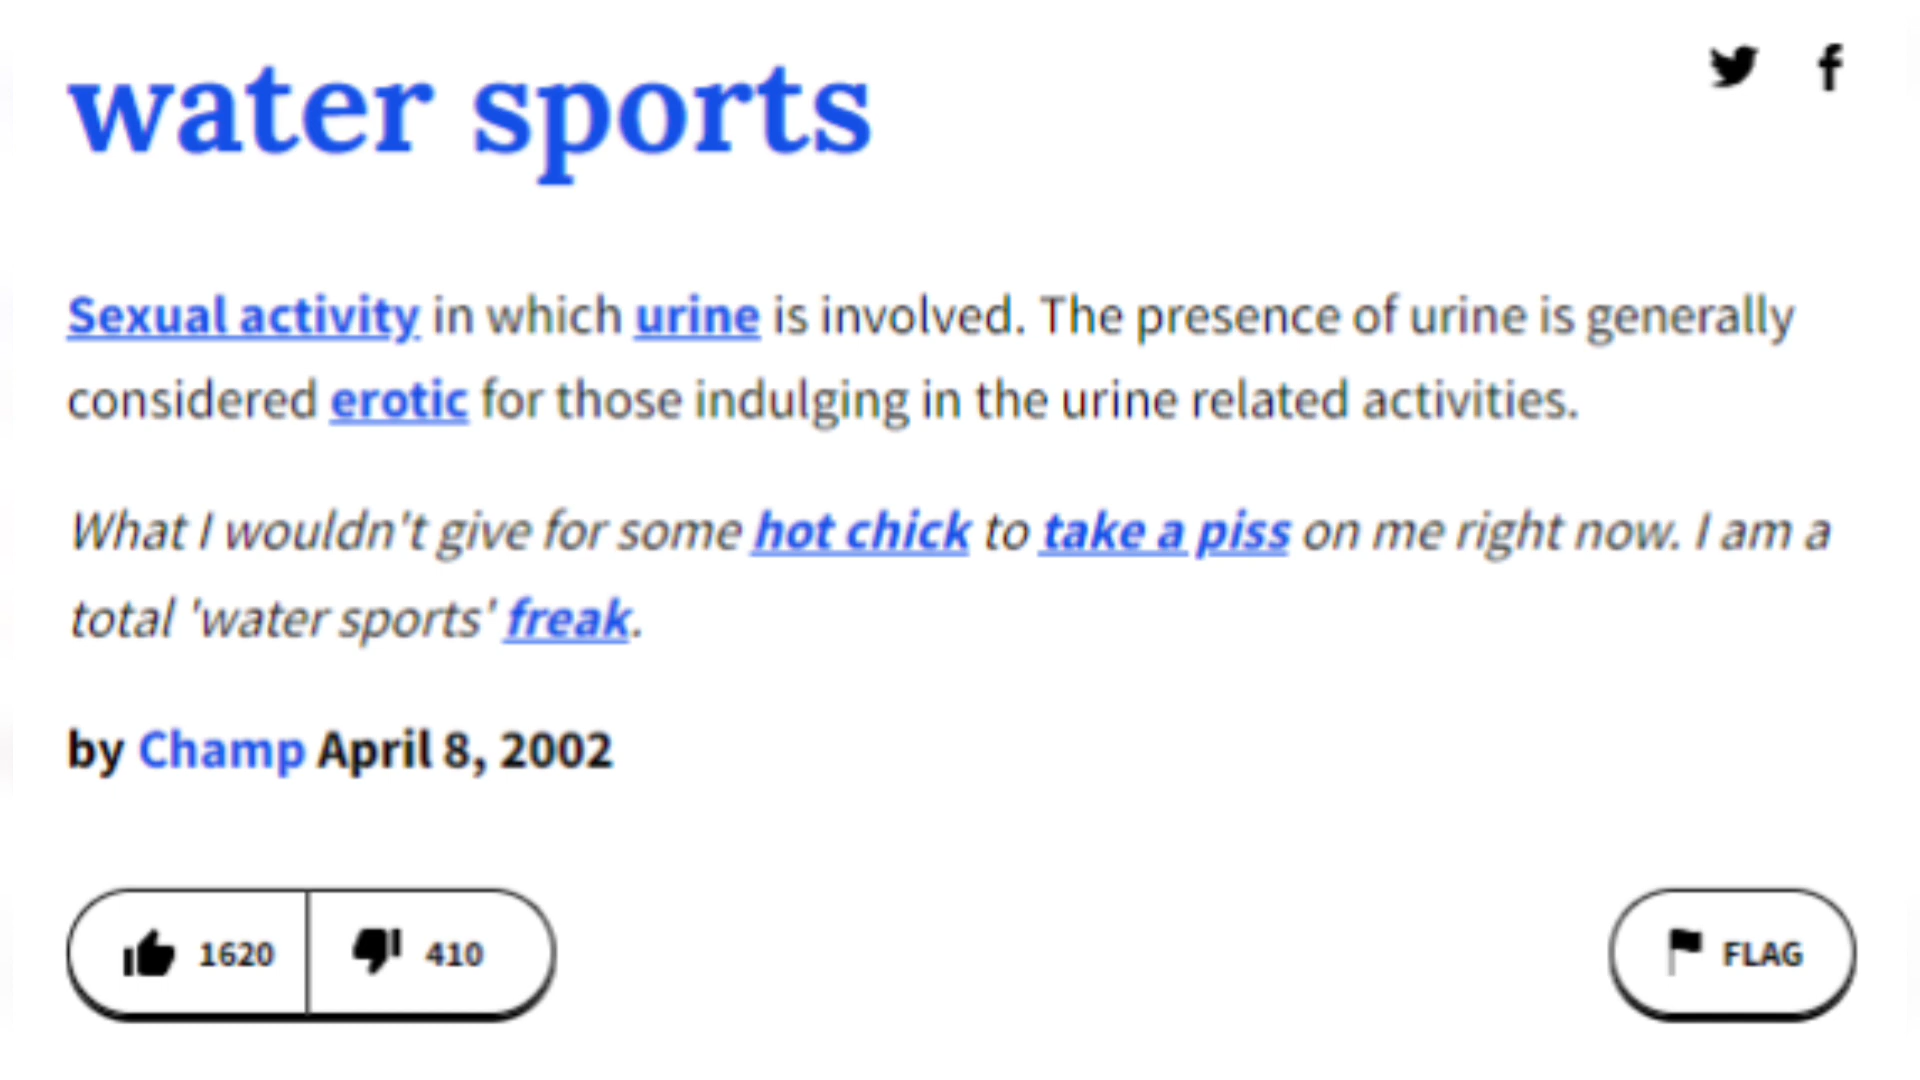 water sports
Sexual activity in which urine is involved. The presence of urine is generally
considered erotic for those indulging in the urine related activities.
What I wouldn't give for some hot chick to take a piss on me right now. I am a
total 'water sports' freak.
by Champ April 8, 2002
1620 410 FLAG